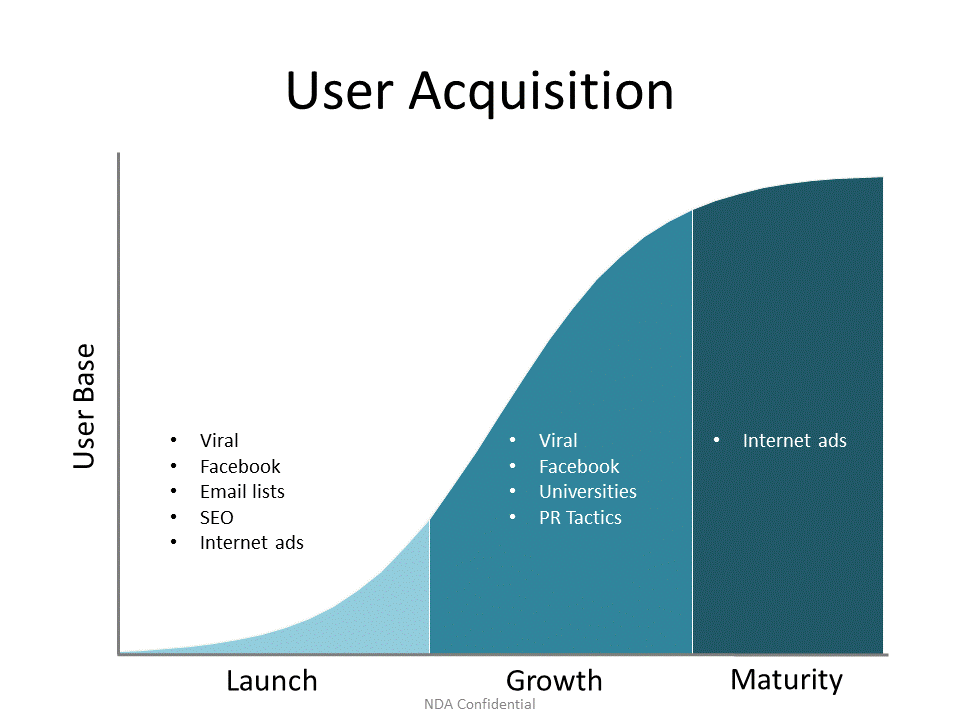 User Acquisition
User Base
• Viral
• Facebook
• Email lists
• SEO
• Internet ads
• Viral
• Facebook
• Universities
• PR Tactics
• Internet ads
Launch
Growth
Maturity
NDA Confidential